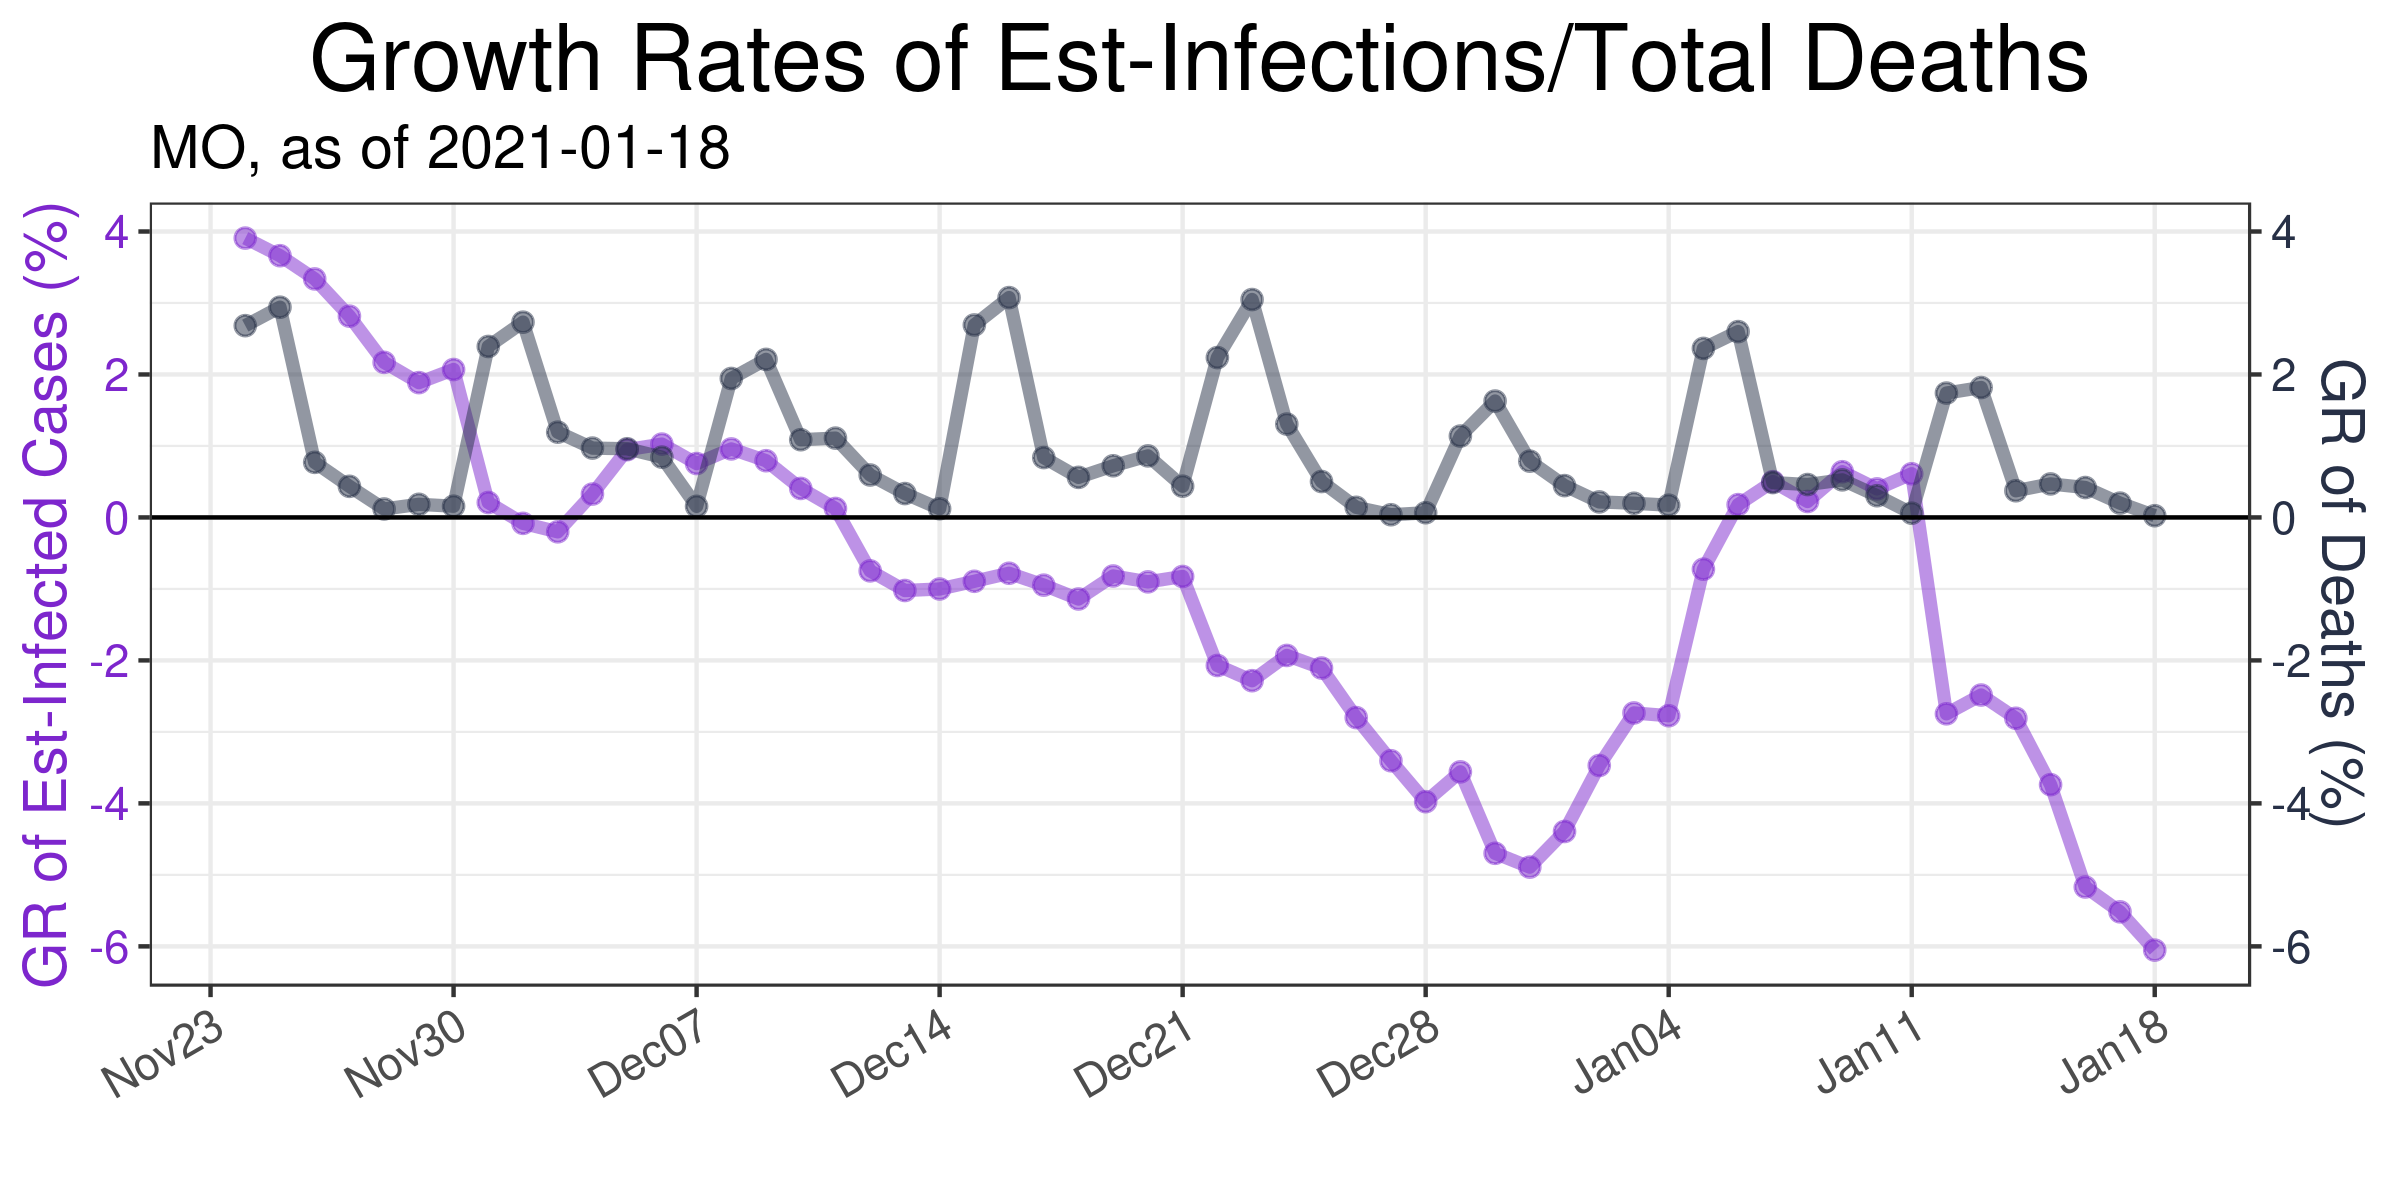 Growth Rates of Est-Infections/Total Deaths
MO, as of 2021-01-18
GR of Est-Infected Cases (%)
4
2
0
-2
-4
-6
4
2
0
-2
-4
-6
GR of Deaths (%)
Nov23
Nov30
Dec07
Dec14
Dec21
Dec28
Jan04
Jan11
Jan18